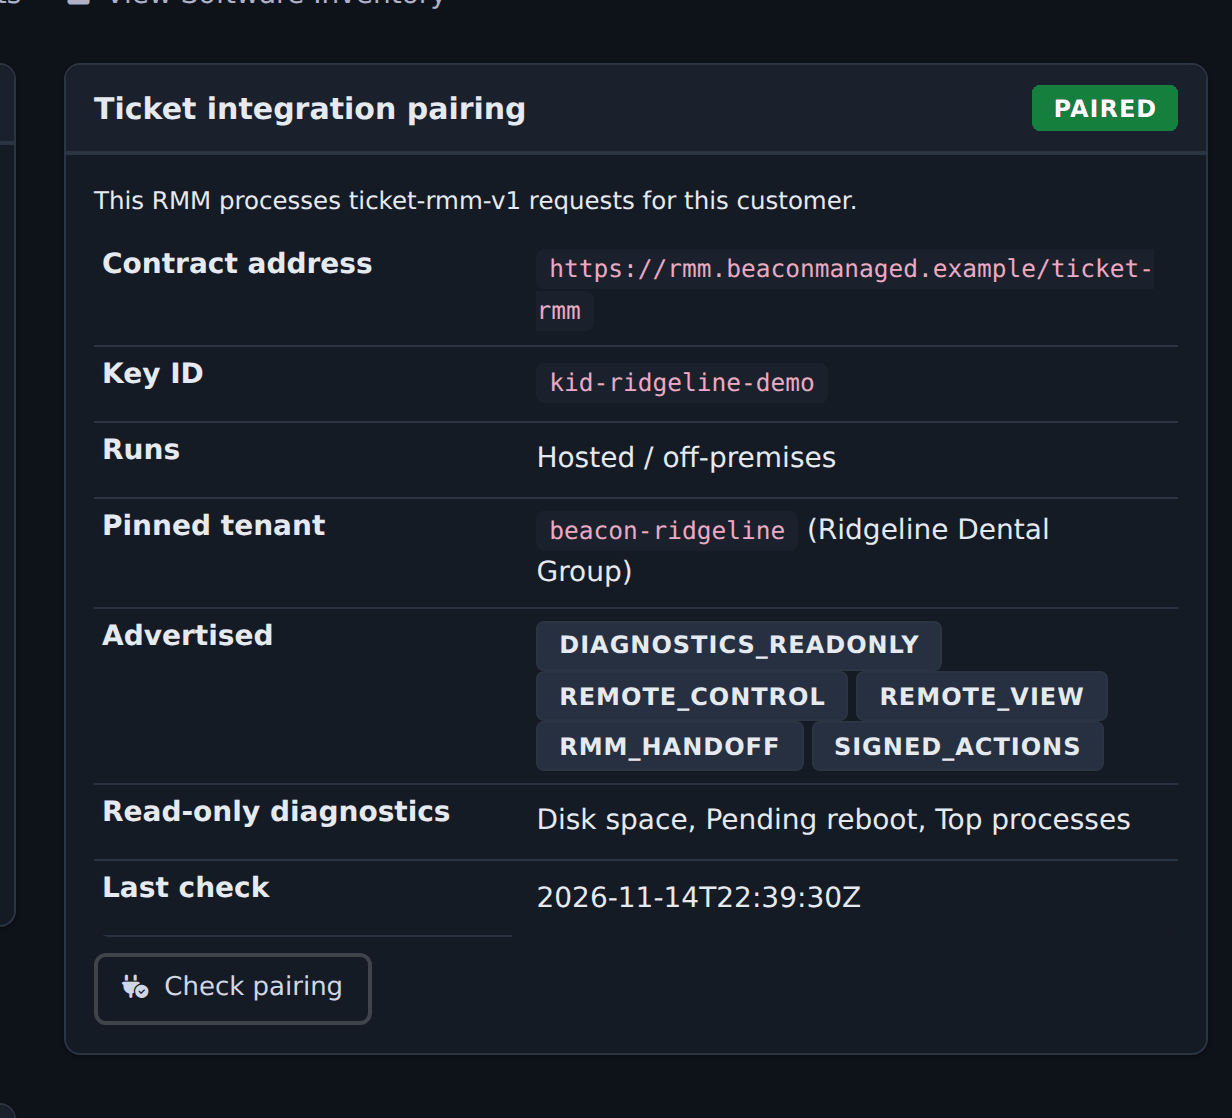 View Software Inventory
Ticket integration pairing
PAIRED
This RMM processes ticket-rmm-v1 requests for this customer.
Contract address
https://rmm.beaconmanaged.example/ticket-
rmm
Key ID
kid-ridgeline-demo
Runs
Hosted / off-premises
Pinned tenant
beacon-ridgeline (Ridgeline Dental
Group)
Advertised
DIAGNOSTICS_READONLY
REMOTE_CONTROL REMOTE_VIEW
RMM_HANDOFF SIGNED_ACTIONS
Read-only diagnostics
Disk space, Pending reboot, Top processes
Last check
2026-11-14T22:39:30Z
Check pairing